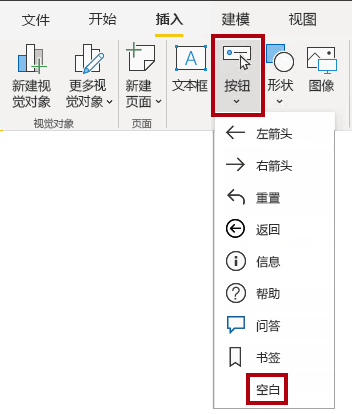 文件 开始 插入 建模 视图
新建视 更多视 新建 文本框 按钮 形状 图像
觉对象 觉对象 页面
视觉对象 页面
左箭头
右箭头
重置
返回
信息
帮助
问答
书签
空白